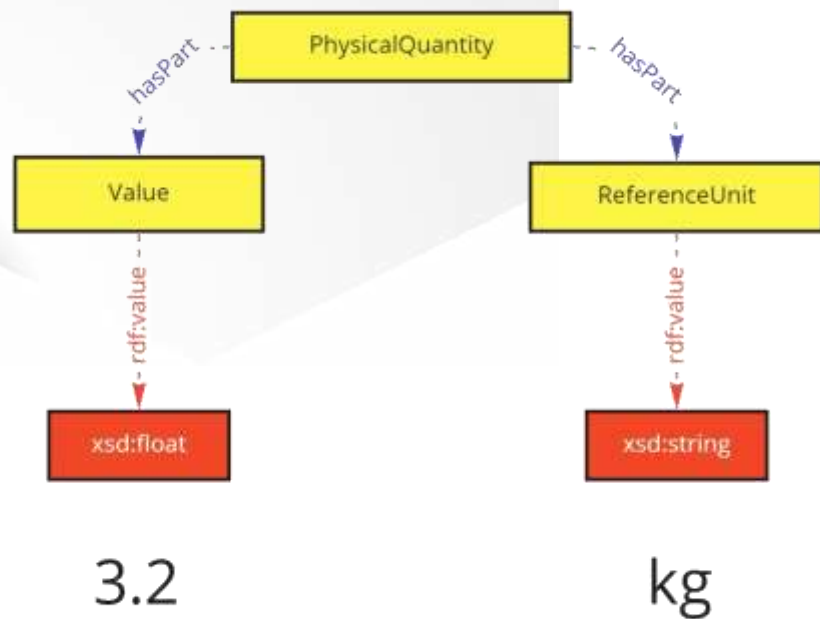 PhysicalQuantity
hasPart
hasPart
Value
ReferenceUnit
rdf:value
rdf:value
xsd:float
xsd:string
3.2
kg